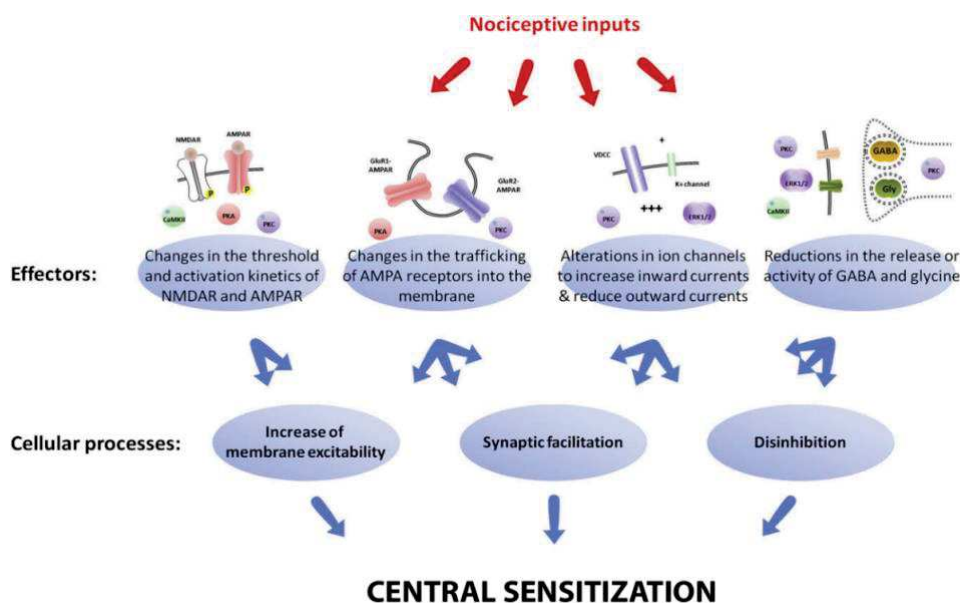 Nociceptive inputs
NMDAR
AMPAR
P
P
CaMKII
PKA
PKC
GluR1-
AMPAR
GluR2-
AMPAR
PKA
PKC
VDCC
+
K+ channel
+++
PKC
ERK1/2
PKC
ERK1/2
CaMKII
GABA
Gly
PKC
Effectors:
Changes in the threshold
and activation kinetics of
NMDAR and AMPAR
Changes in the trafficking
of AMPA receptors into the
membrane
Alterations in ion channels
to increase inward currents
& reduce outward currents
Reductions in the release or
activity of GABA and glycine
Cellular processes:
Increase of
membrane excitability
Synaptic facilitation
Disinhibition
CENTRAL SENSITIZATION